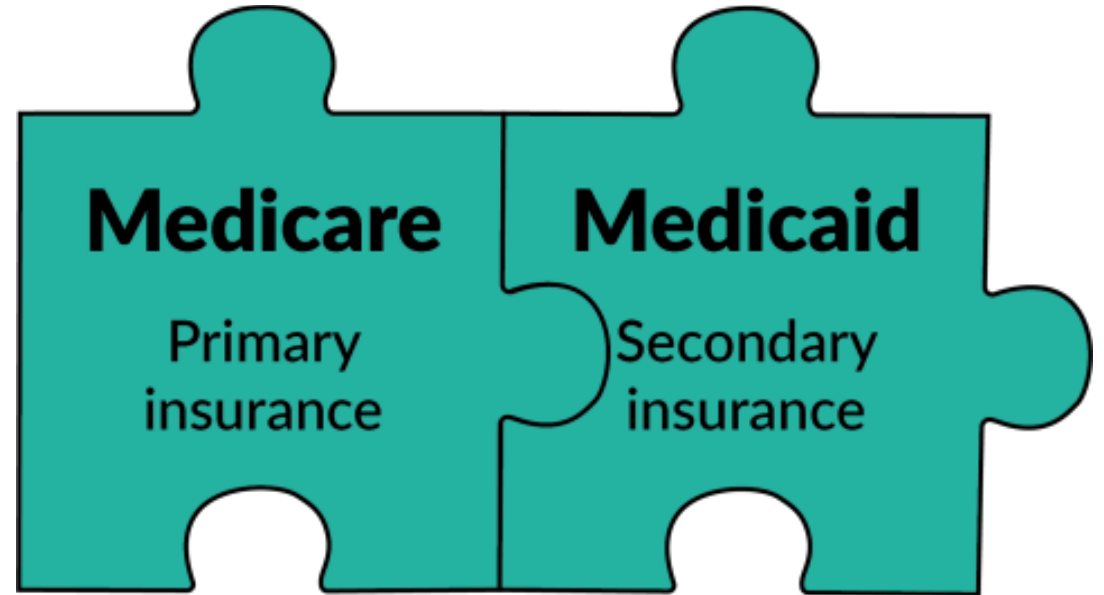 Medicare
Primary
insurance
Medicaid
Secondary
insurance